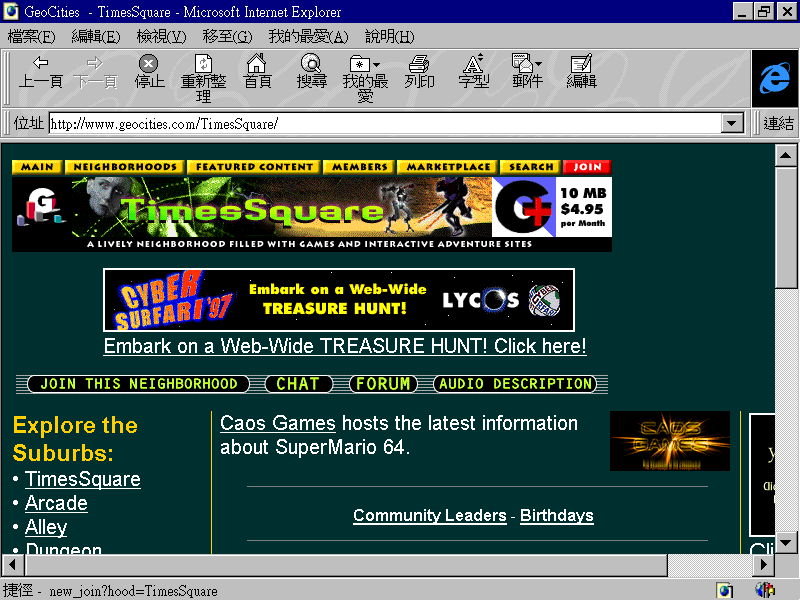 GeoCities - TimesSquare - Microsoft Internet Explorer
檔案(F) 編輯(E) 檢視(V) 移至(G) 我的最愛(A) 說明(H)
上一頁 下一頁 停止 重新整理 首頁 搜尋 我的最愛 列印 字型 郵件 編輯
位址 http://www.geocities.com/TimesSquare/ 連結
MAIN NEIGHBORHOODS FEATURED CONTENT MEMBERS MARKETPLACE SEARCH JOIN
TimesSquare
G+
10 MB
$4.95
per Month
A LIVELY NEIGHBORHOOD FILLED WITH GAMES AND INTERACTIVE ADVENTURE SITES
CYBER
SURFARI '97
Embark on a Web-Wide
TREASURE HUNT!
LYCOS
Embark on a Web-Wide TREASURE HUNT! Click here!
JOIN THIS NEIGHBORHOOD CHAT FORUM AUDIO DESCRIPTION
Explore the
Suburbs:
• TimesSquare
• Arcade
• Alley
• Dungeon
Caos Games hosts the latest information
about SuperMario 64.
CAOS
GAMES
Community Leaders - Birthdays
捷徑 - new_join?hood=TimesSquare